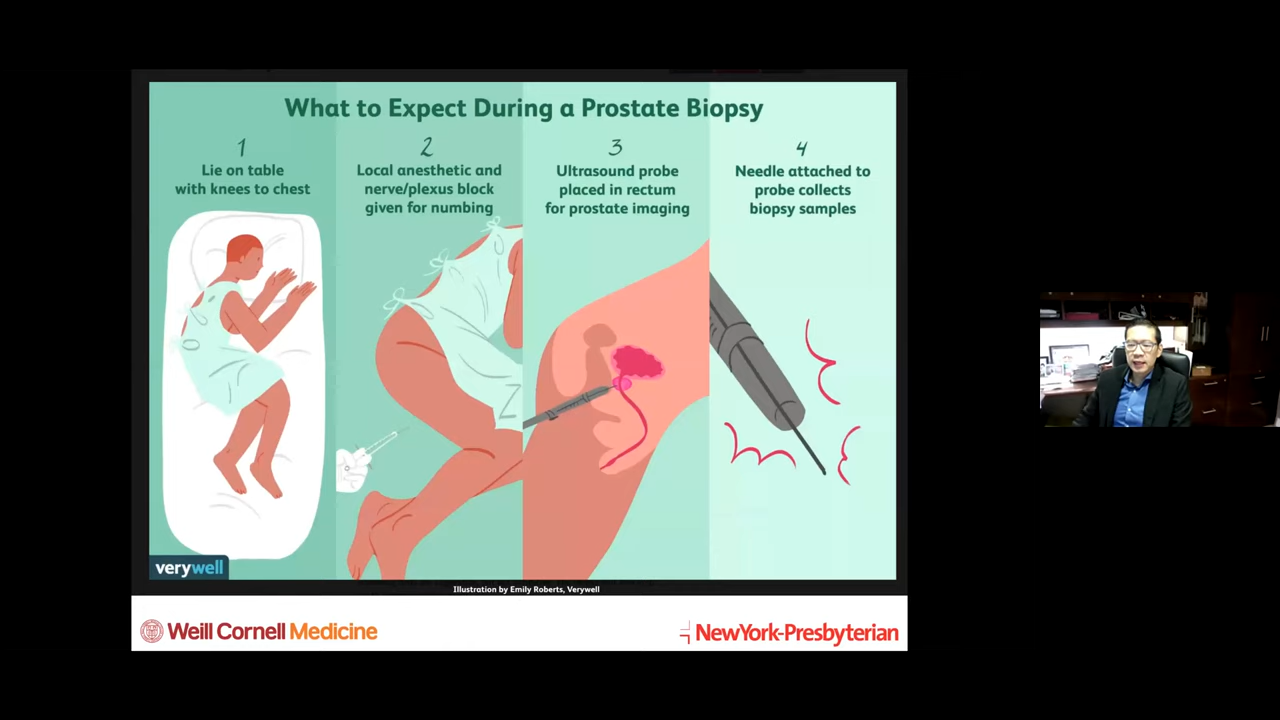 What to Expect During a Prostate Biopsy
1
Lie on table
with knees to chest
2
Local anesthetic and
nerve/plexus block
given for numbing
3
Ultrasound probe
placed in rectum
for prostate imaging
4
Needle attached to
probe collects
biopsy samples
verywell
Illustration by Emily Roberts, Verywell
Weill Cornell Medicine
NewYork-Presbyterian